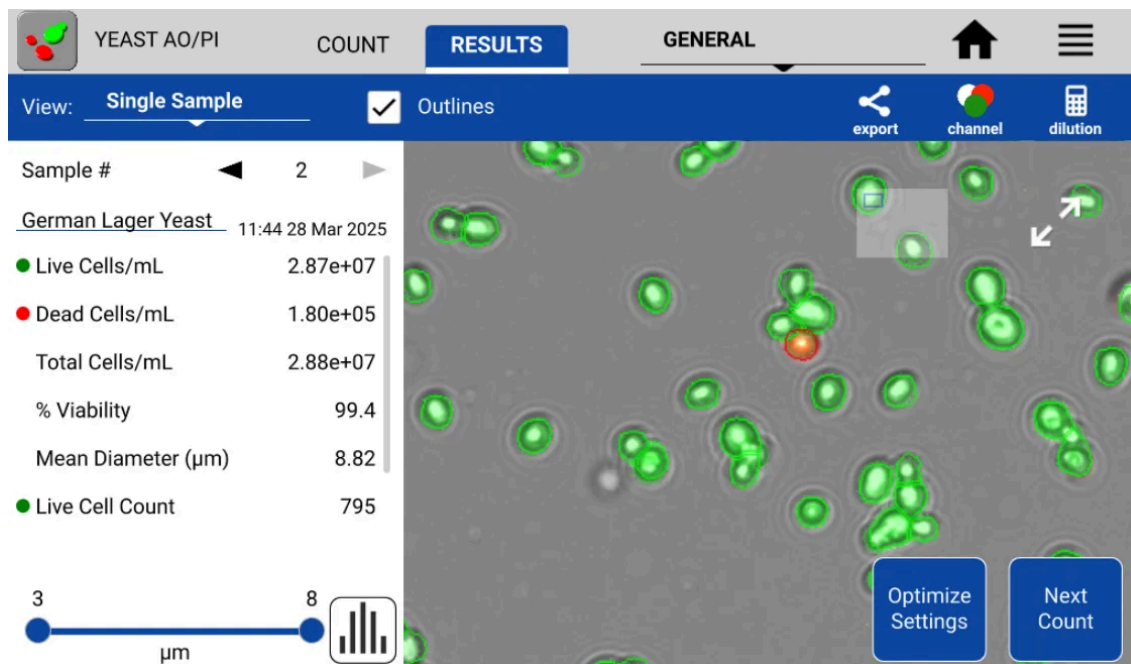 YEAST AO/PI COUNT RESULTS GENERAL
View: Single Sample Outlines export channel dilution
Sample # 2
German Lager Yeast 11:44 28 Mar 2025
Live Cells/mL 2.87e+07
Dead Cells/mL 1.80e+05
Total Cells/mL 2.88e+07
% Viability 99.4
Mean Diameter (µm) 8.82
Live Cell Count 795
3 8
µm
Optimize
Settings
Next
Count